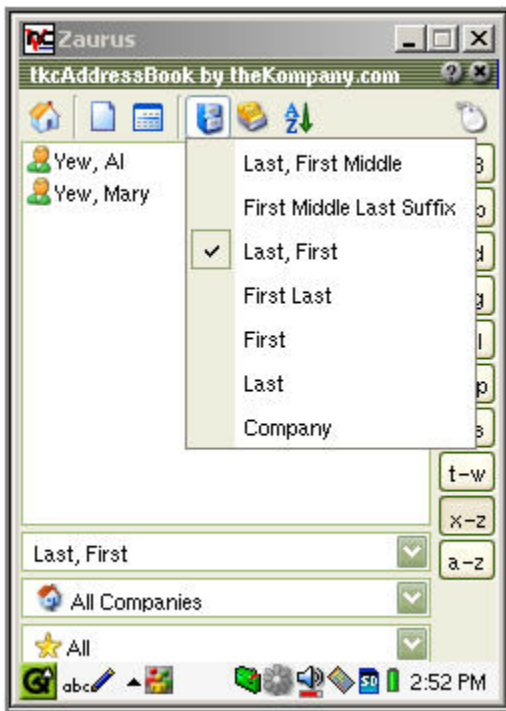 Zaurus
tkcAddressBook by theKompany.com
Yew, Al
Yew, Mary
Last, First Middle
First Middle Last Suffix
Last, First
First Last
First
Last
Company
t-w
x-z
a-z
Last, First
All Companies
All
abc
SD
2:52 PM